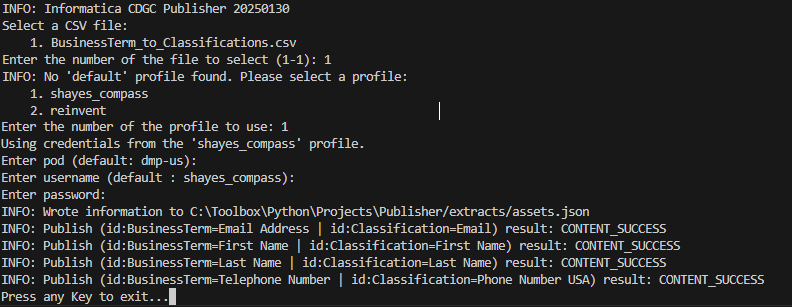 INFO: Informatica CDGC Publisher 20250130
Select a CSV file:
    1. BusinessTerm_to_Classifications.csv
Enter the number of the file to select (1-1): 1
INFO: No 'default' profile found. Please select a profile:
    1. shayes_compass
    2. reinvent
Enter the number of the profile to use: 1
Using credentials from the 'shayes_compass' profile.
Enter pod (default: dmp-us):
Enter username (default : shayes_compass):
Enter password:
INFO: Wrote information to C:\Toolbox\Python\Projects\Publisher/extracts/assets.json
INFO: Publish (id:BusinessTerm=Email Address | id:Classification=Email) result: CONTENT_SUCCESS
INFO: Publish (id:BusinessTerm=First Name | id:Classification=First Name) result: CONTENT_SUCCESS
INFO: Publish (id:BusinessTerm=Last Name | id:Classification=Last Name) result: CONTENT_SUCCESS
INFO: Publish (id:BusinessTerm=Telephone Number | id:Classification=Phone Number USA) result: CONTENT_SUCCESS
Press any Key to exit...